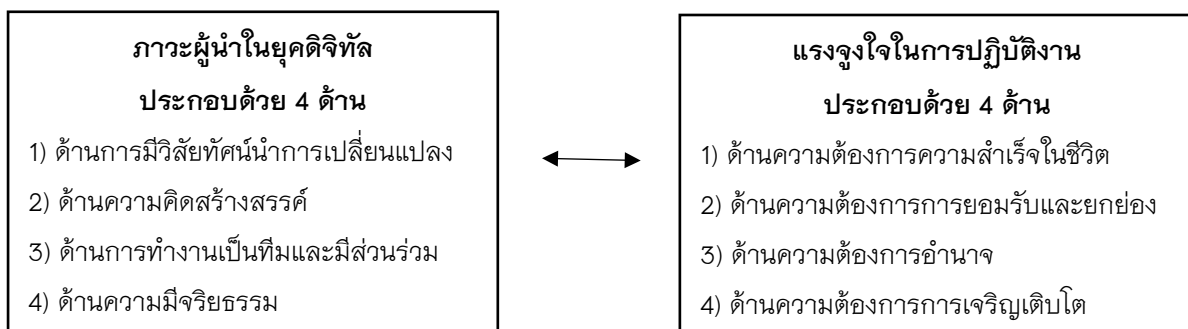 ภาวะผู้นำในยุคดิจิทัล
ประกอบด้วย 4 ด้าน
1) ด้านการมีวิสัยทัศน์นำการเปลี่ยนแปลง
2) ด้านความคิดสร้างสรรค์
3) ด้านการทำงานเป็นทีมและมีส่วนร่วม
4) ด้านความมีจริยธรรม
แรงจูงใจในการปฏิบัติงาน
ประกอบด้วย 4 ด้าน
1) ด้านความต้องการความสำเร็จในชีวิต
2) ด้านความต้องการการยอมรับและยกย่อง
3) ด้านความต้องการอำนาจ
4) ด้านความต้องการการเจริญเติบโต